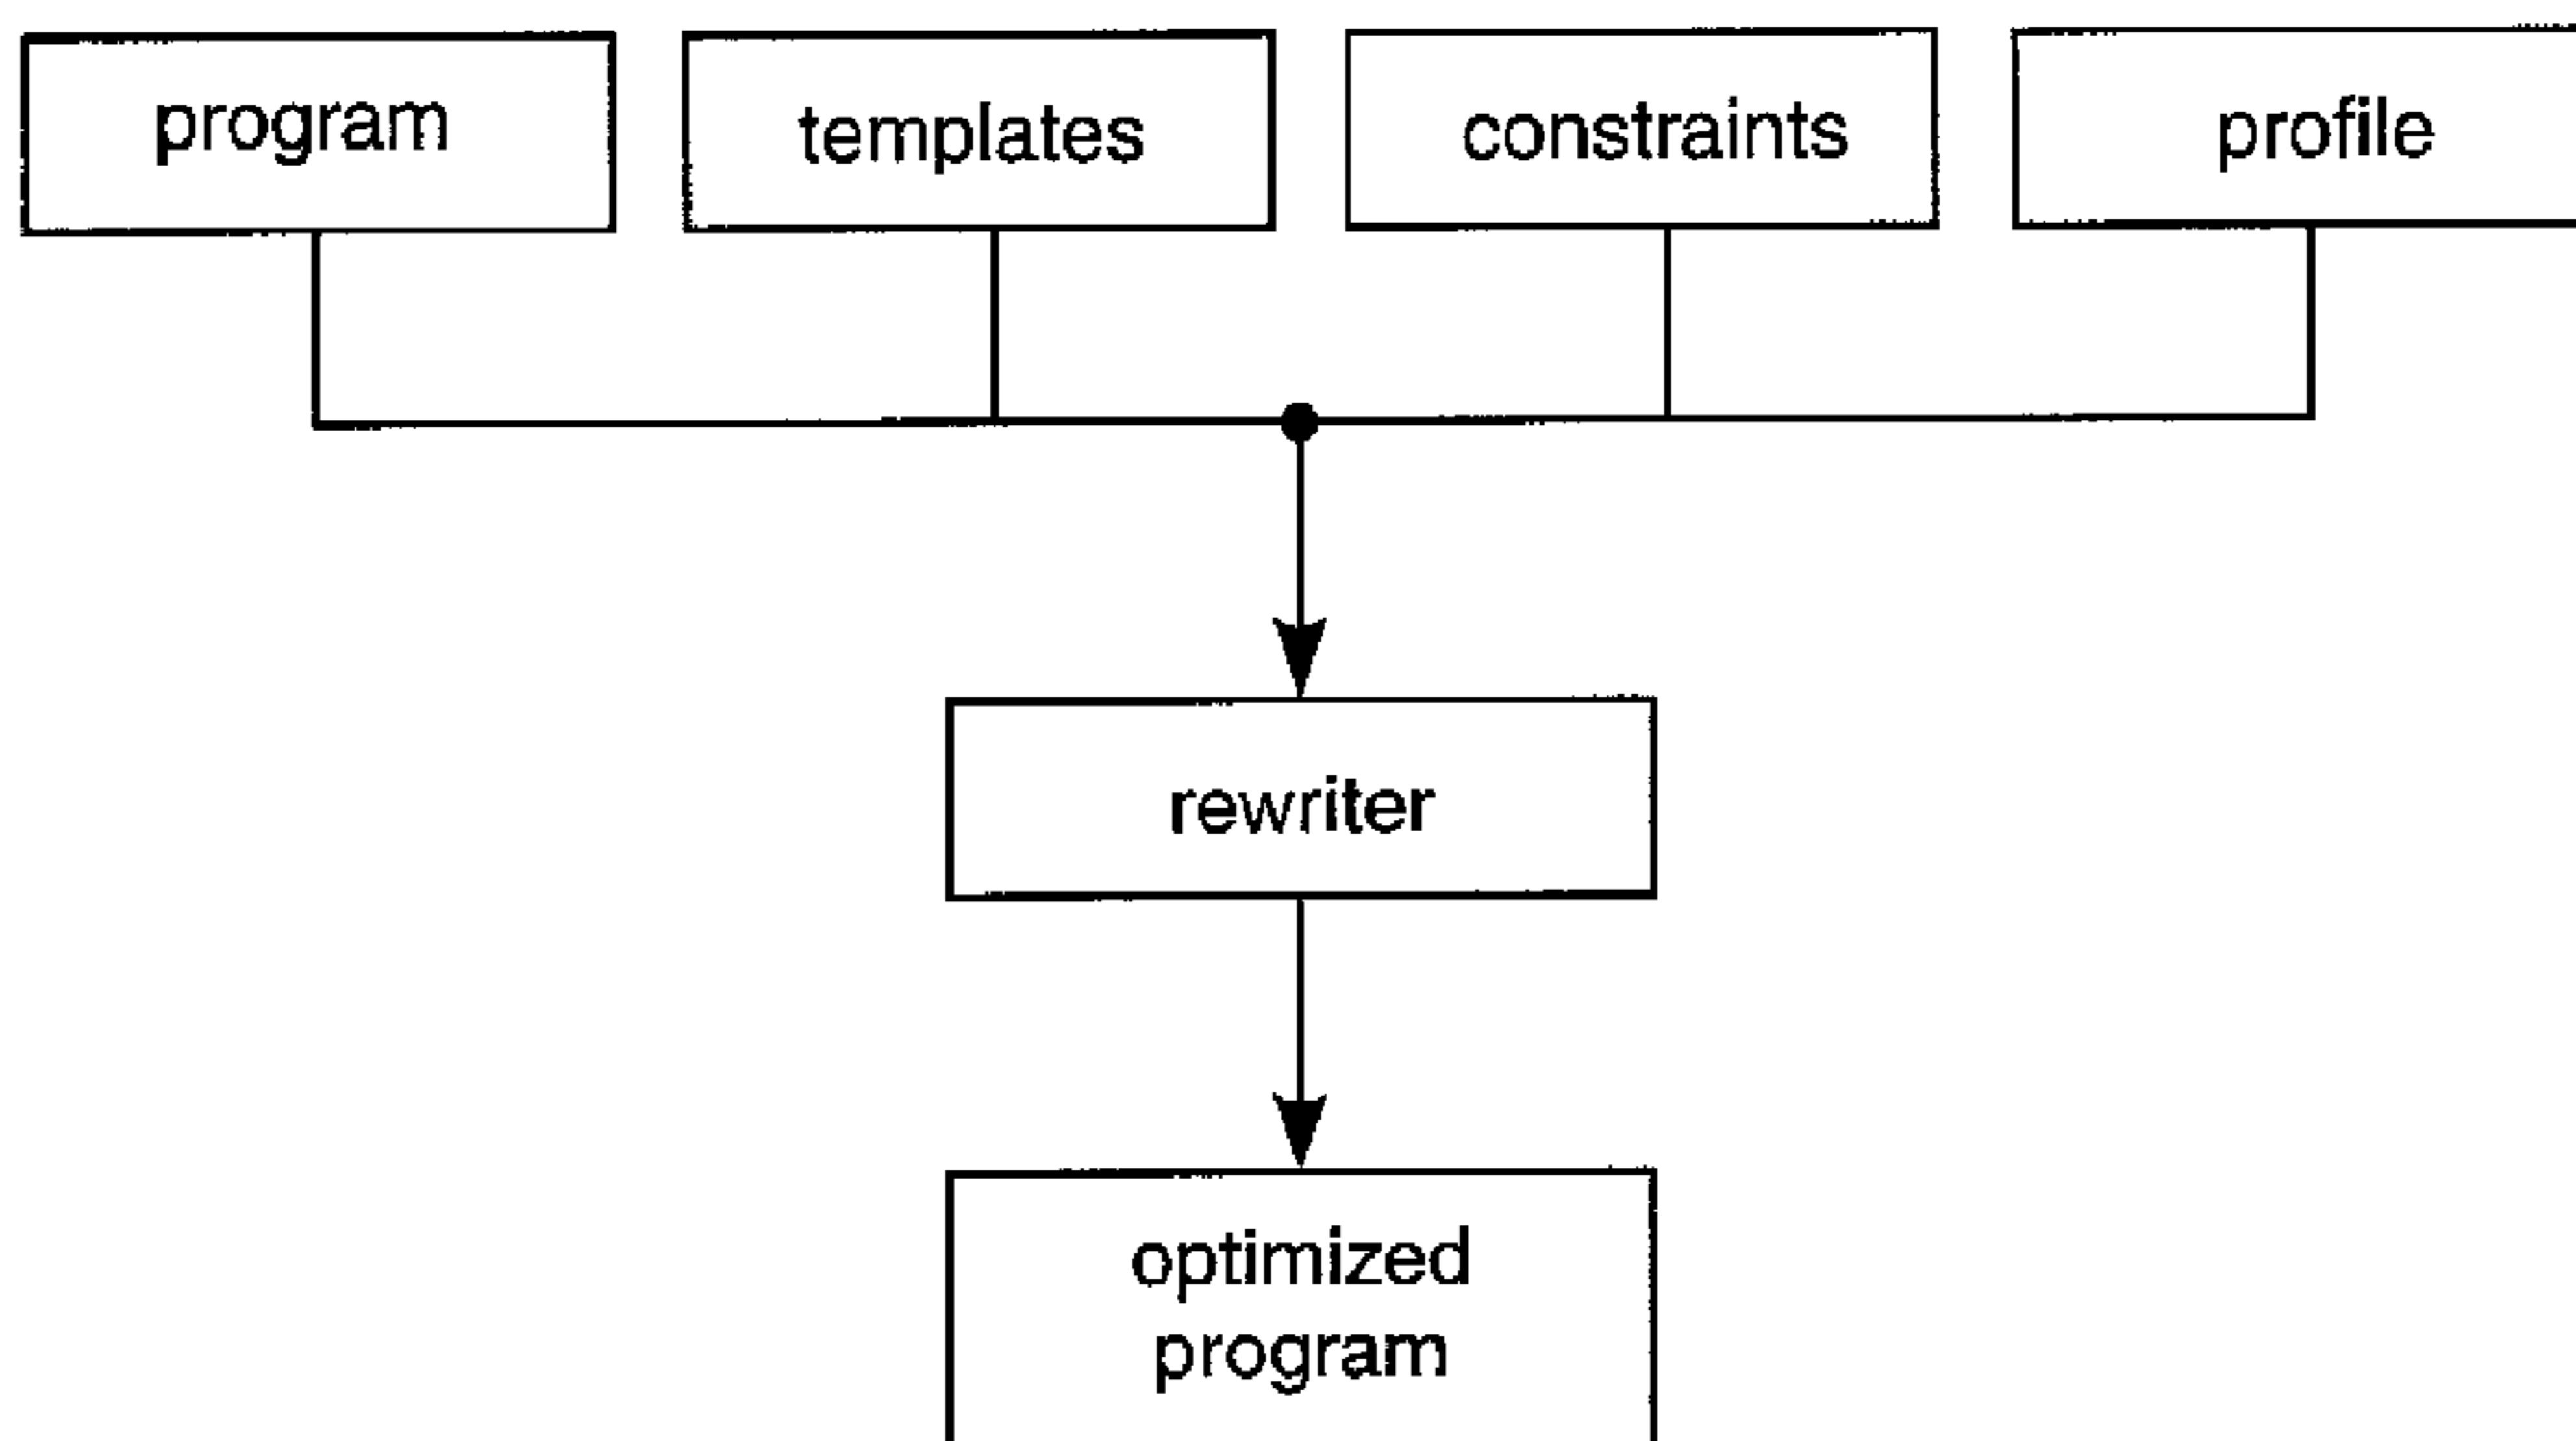 program
templates
constraints
profile
rewriter
optimized
program